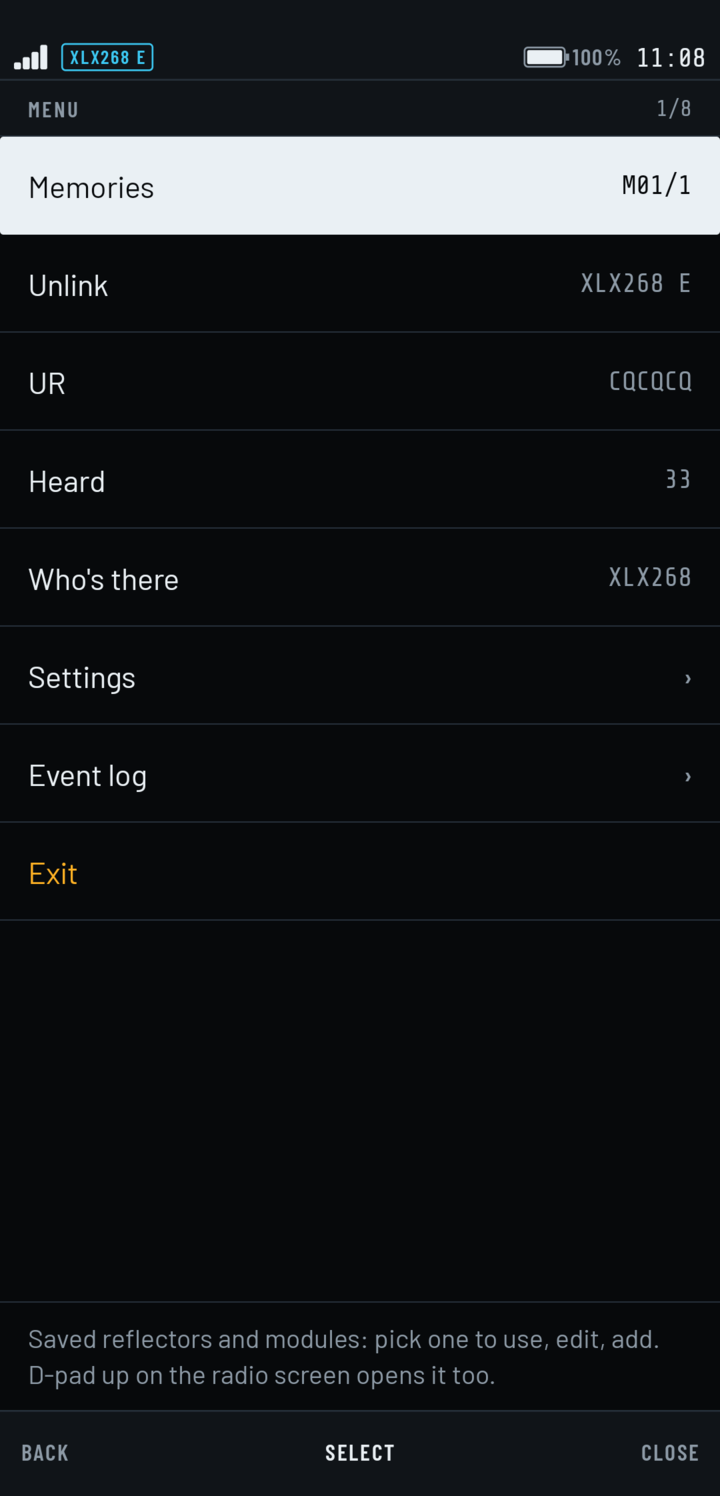 XLX268 E 100% 11:08
MENU 1/8
Memories M01/1
Unlink XLX268 E
UR CQCQCQ
Heard 33
Who's there XLX268
Settings ›
Event log ›
Exit
Saved reflectors and modules: pick one to use, edit, add.
D-pad up on the radio screen opens it too.
BACK SELECT CLOSE